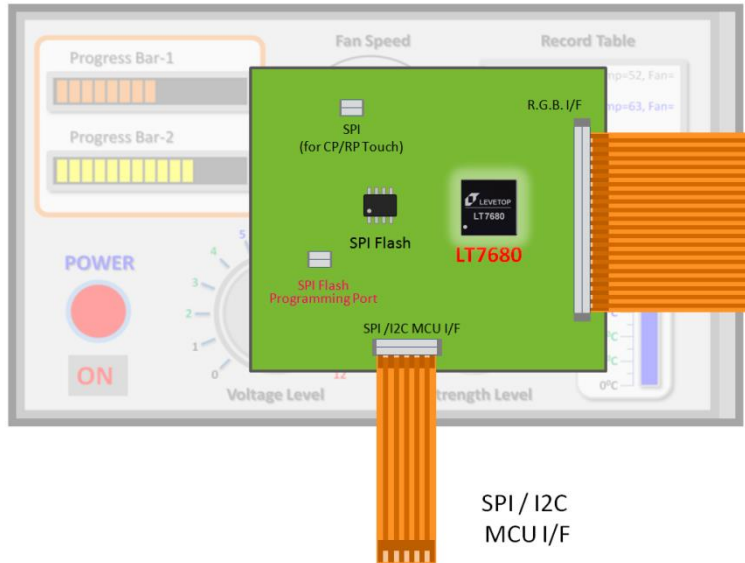 Fan Speed
Record Table
Progress Bar-1
mp=52, Fan=
R.G.B. I/F
mp=63, Fan=
SPI
(for CP/RP Touch)
Progress Bar-2
LEVETOP
LT7680
SPI Flash
LT7680
5
4
POWER
3
SPI Flash
Programming Port
2
°C
SPI /I2C MCU I/F
1
°C
ON
0
12
0°C
Voltage Level
trength Level
SPI / I2C
MCU I/F